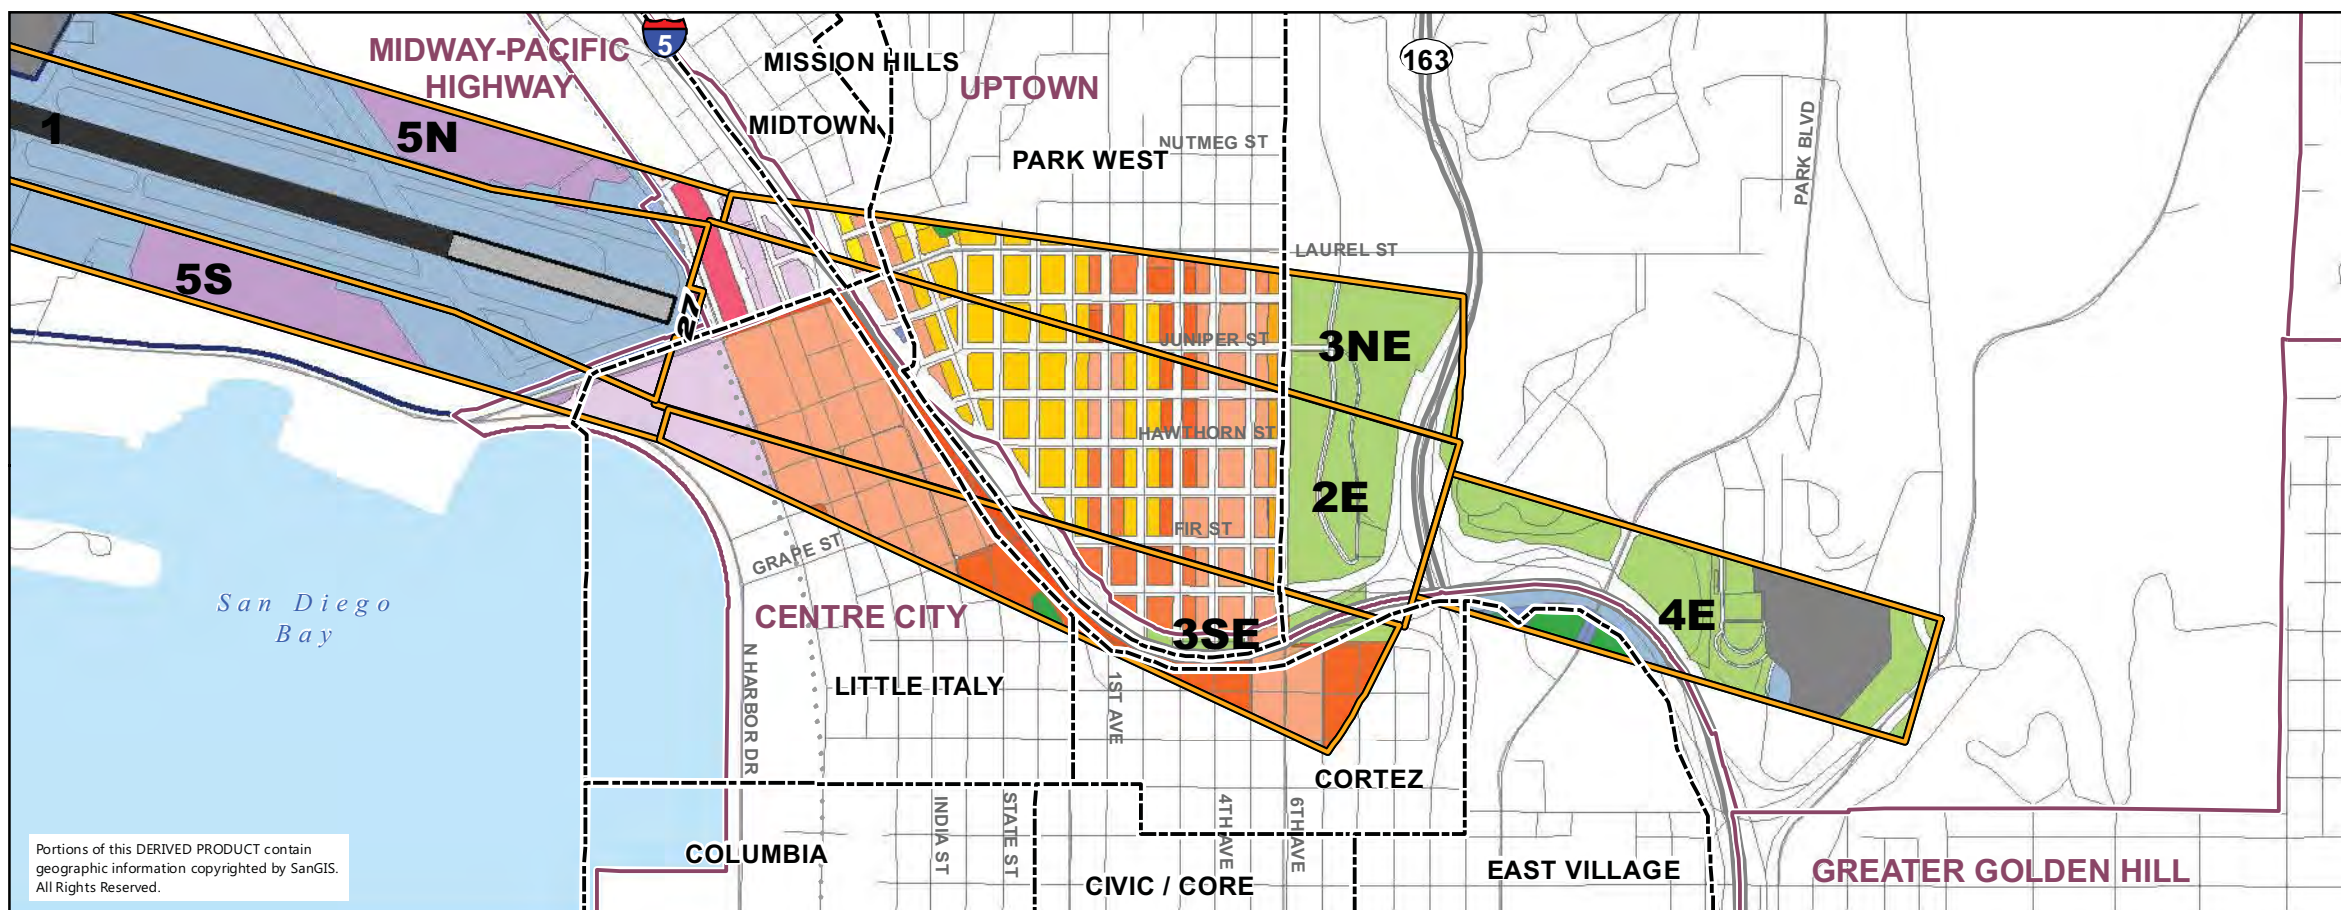 MIDWAY-PACIFIC
HIGHWAY
5
MISSION HILLS
UPTOWN
163
1
5N
MIDTOWN
NUTMEG ST
PARK WEST
PARK BLVD
LAUREL ST
5S
27
JUNIPER ST
3NE
HAWTHORN ST
2E
FIR ST
GRAPE ST
San Diego
Bay
CENTRE CITY
3SE
4E
N HARBOR DR
LITTLE ITALY
1ST AVE
CORTEZ
INDIA ST
STATE ST
4TH AVE
6TH AVE
COLUMBIA
CIVIC / CORE
EAST VILLAGE
GREATER GOLDEN HILL
Portions of this DERIVED PRODUCT contain
geographic information copyrighted by SanGIS.
All Rights Reserved.